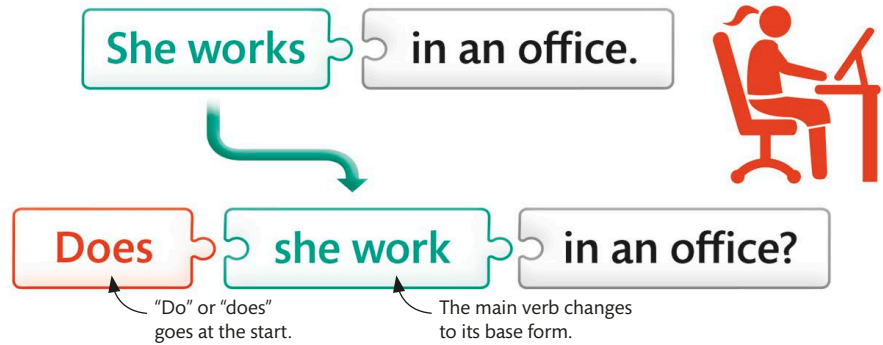 She works in an office.
Does she work in an office?
“Do” or “does”
goes at the start.
The main verb changes
to its base form.